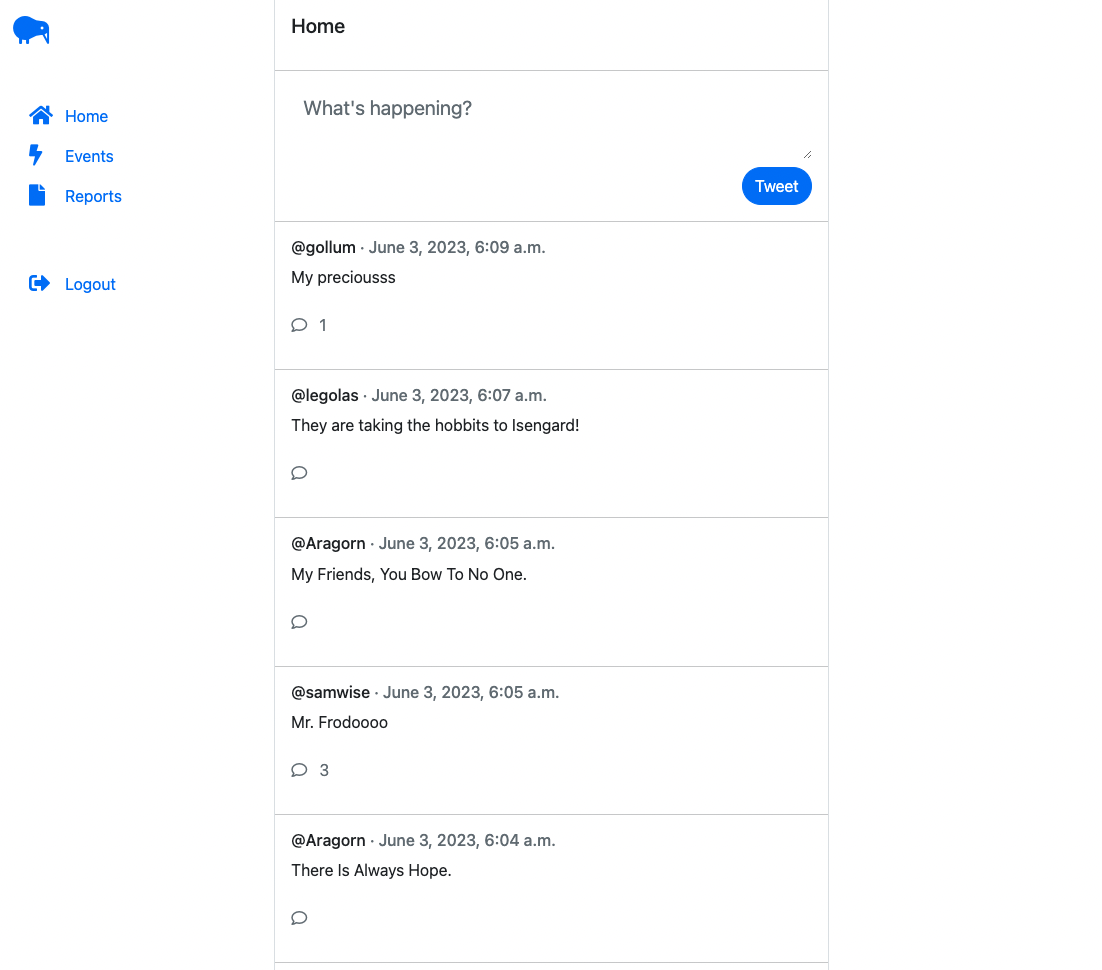 Home
Events
Reports
Logout
Home
What's happening?
Tweet
@gollum · June 3, 2023, 6:09 a.m.
My preciousss
1
@legolas · June 3, 2023, 6:07 a.m.
They are taking the hobbits to Isengard!
@Aragorn · June 3, 2023, 6:05 a.m.
My Friends, You Bow To No One.
@samwise · June 3, 2023, 6:05 a.m.
Mr. Frodoooo
3
@Aragorn · June 3, 2023, 6:04 a.m.
There Is Always Hope.